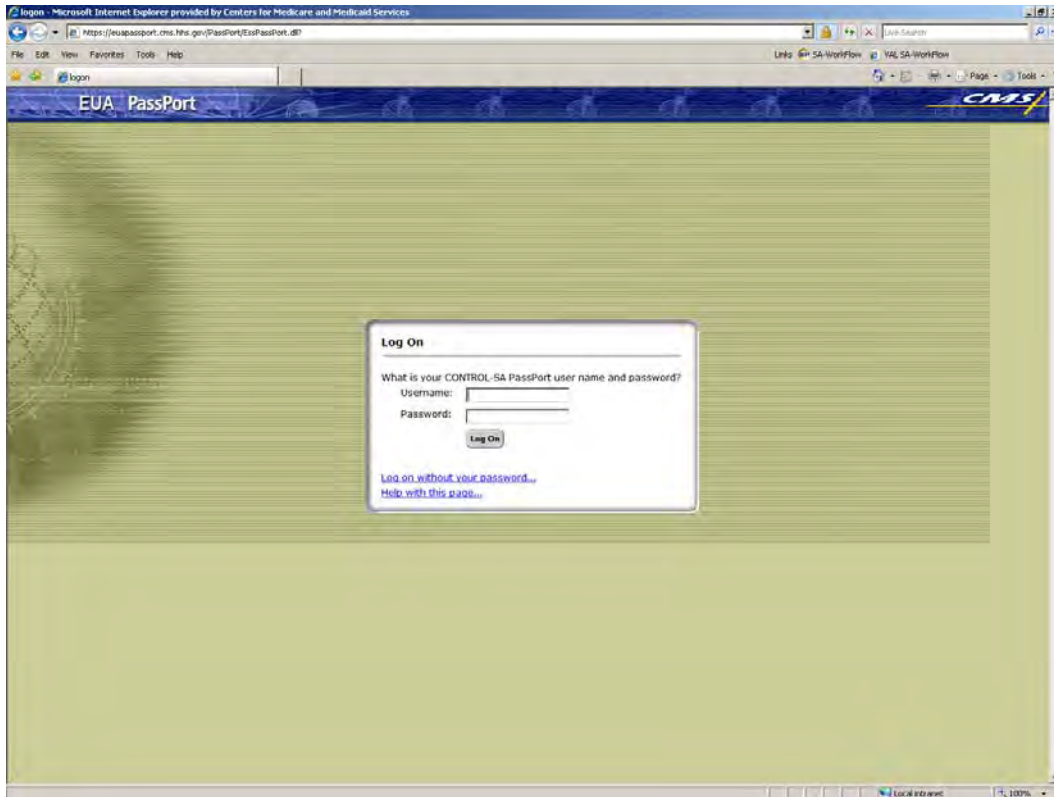 logon - Microsoft Internet Explorer provided by Centers for Medicare and Medicaid Services
https://euapassport.cms.hhs.gov/PassPort/EssPassPort.dll?
Live Search
File Edit View Favorites Tools Help
Links SA-WorkFlow VAL SA-WorkFlow
logon
Page Tools
EUA PassPort
CMS
Log On
What is your CONTROL-SA PassPort user name and password?
Username:
Password:
Log On
Log on without your password...
Help with this page...
Local intranet
100%